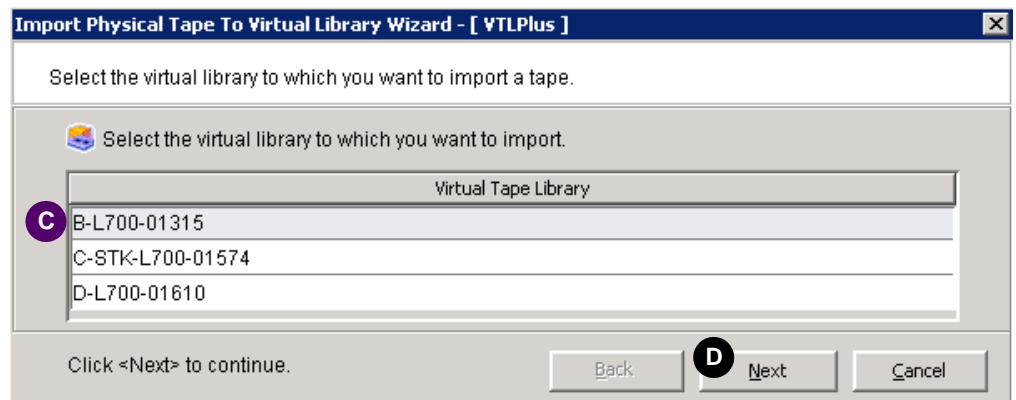 Import Physical Tape To Virtual Library Wizard - [ VTLPlus ]
Select the virtual library to which you want to import a tape.
Select the virtual library to which you want to import.
Virtual Tape Library
C
B-L700-01315
C-STK-L700-01574
D-L700-01610
Click <Next> to continue.
Back
D
Next
Cancel